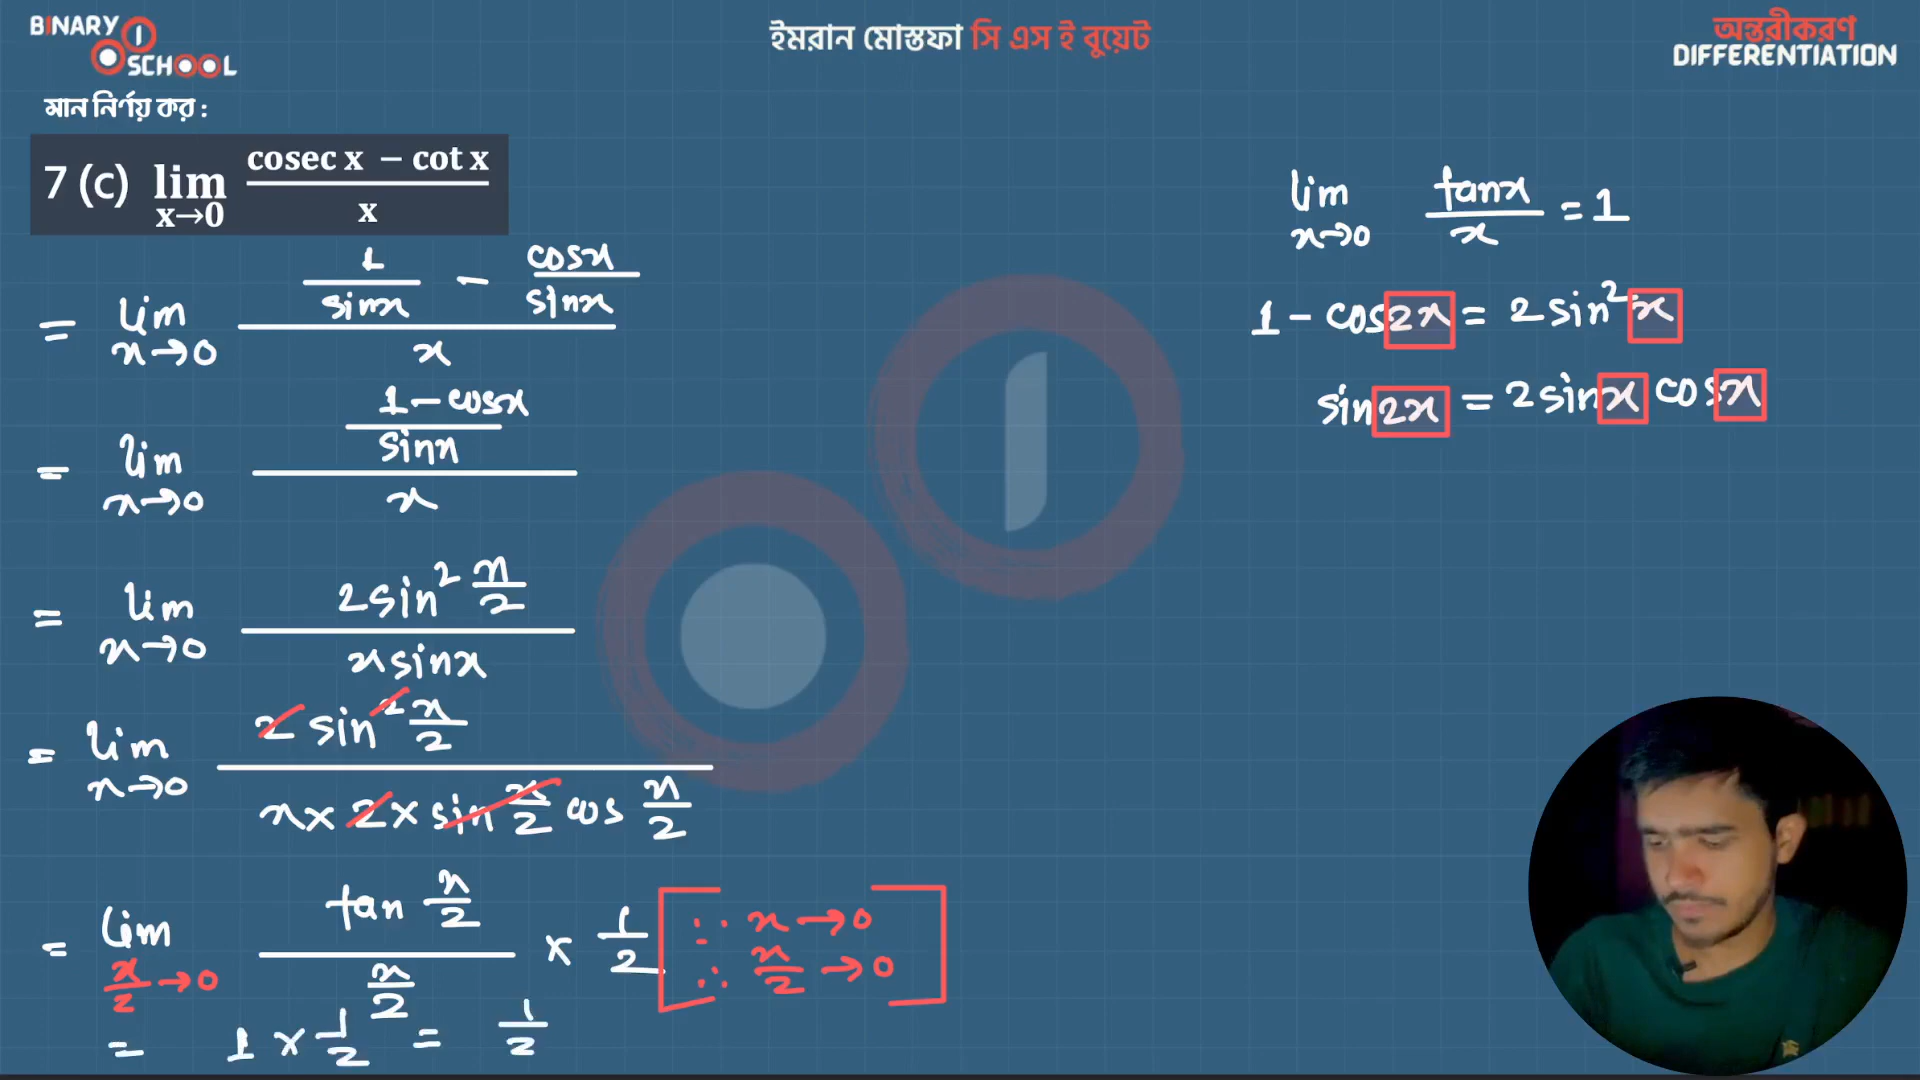 BINARY SCHOOL
ইমরান মোস্তফা সি এস ই বুয়েট
অন্তরীকরণ
DIFFERENTIATION
মান নির্ণয় কর :
7 (c) lim x→0 (cosec x − cot x)/x
= lim x→0 (1/sinx − cosx/sinx)/x
= lim x→0 ((1−cosx)/sinx)/x
= lim x→0 (2sin² x/2)/(x sinx)
= lim x→0 (2 sin² x/2)/(x × 2 × sin x/2 cos x/2)
= lim x/2→0 (tan x/2)/(x/2) × 1/2 [∵ x→0 ∴ x/2→0]
= 1 × 1/2 = 1/2
lim x→0 tanx/x = 1
1 − cos2x = 2sin²x
sin2x = 2sinx cosx